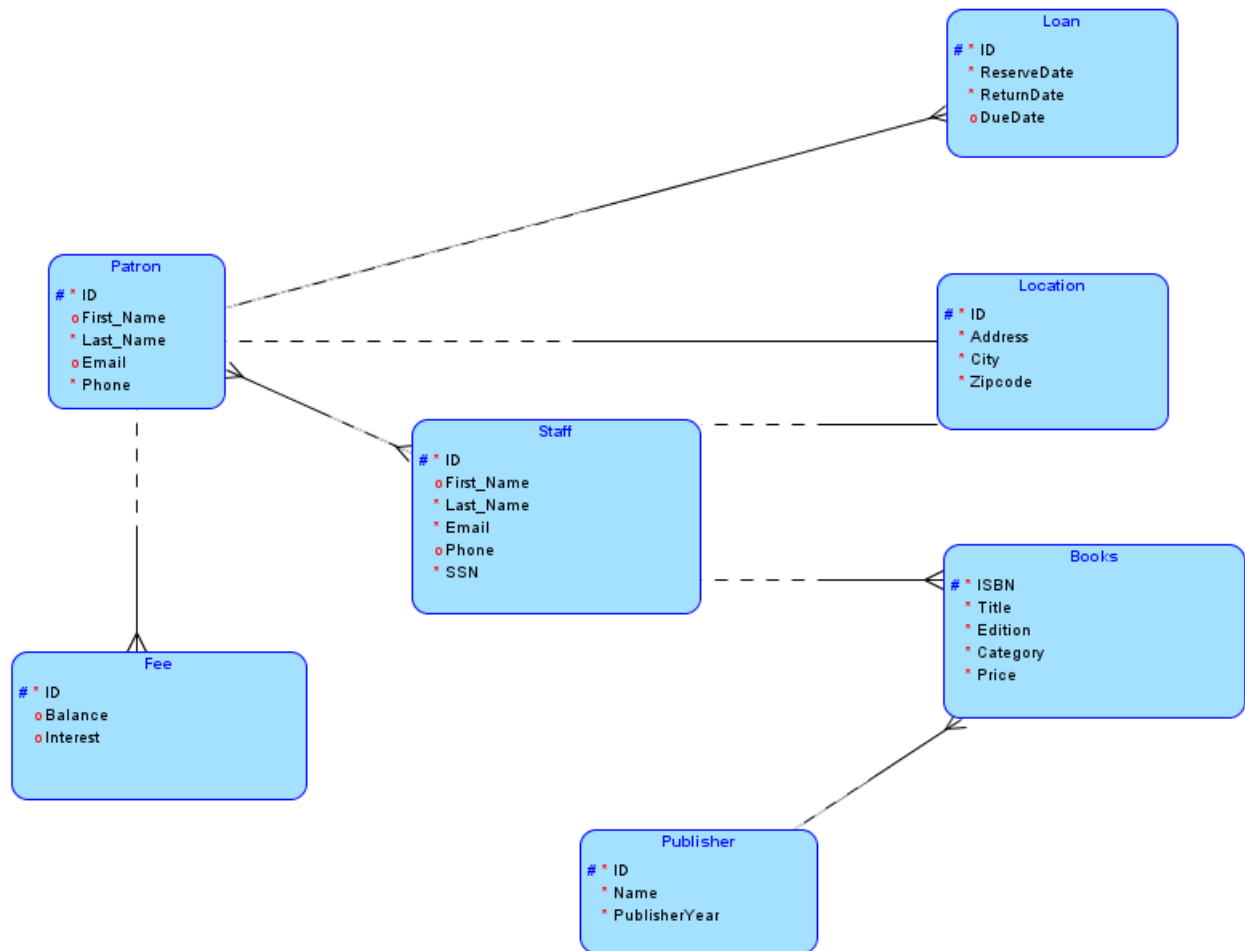 Loan
# * ID
* ReserveDate
* ReturnDate
o DueDate
Patron
# * ID
o First_Name
* Last_Name
o Email
* Phone
Location
# * ID
* Address
* City
* Zipcode
Staff
# * ID
o First_Name
* Last_Name
* Email
o Phone
* SSN
Books
# * ISBN
* Title
* Edition
* Category
* Price
Fee
# * ID
o Balance
o Interest
Publisher
# * ID
* Name
* PublisherYear